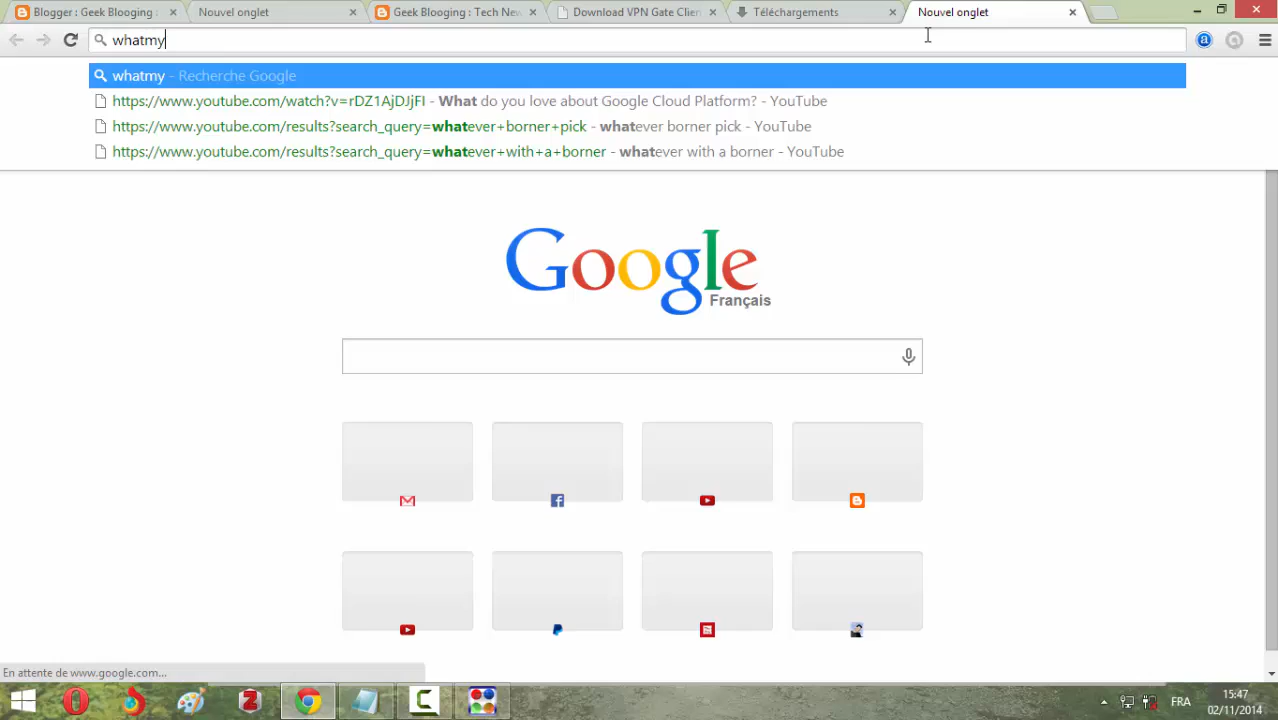 Blogger : Geek Blooging :
Nouvel onglet
Geek Blooging : Tech New
Download VPN Gate Clien
Téléchargements
Nouvel onglet
whatmy
whatmy - Recherche Google
https://www.youtube.com/watch?v=rDZ1AjDJjFI - What do you love about Google Cloud Platform? - YouTube
https://www.youtube.com/results?search_query=whatever+borner+pick - whatever borner pick - YouTube
https://www.youtube.com/results?search_query=whatever+with+a+borner - whatever with a borner - YouTube
Google
Français
En attente de www.google.com...
FRA
15:47
02/11/2014